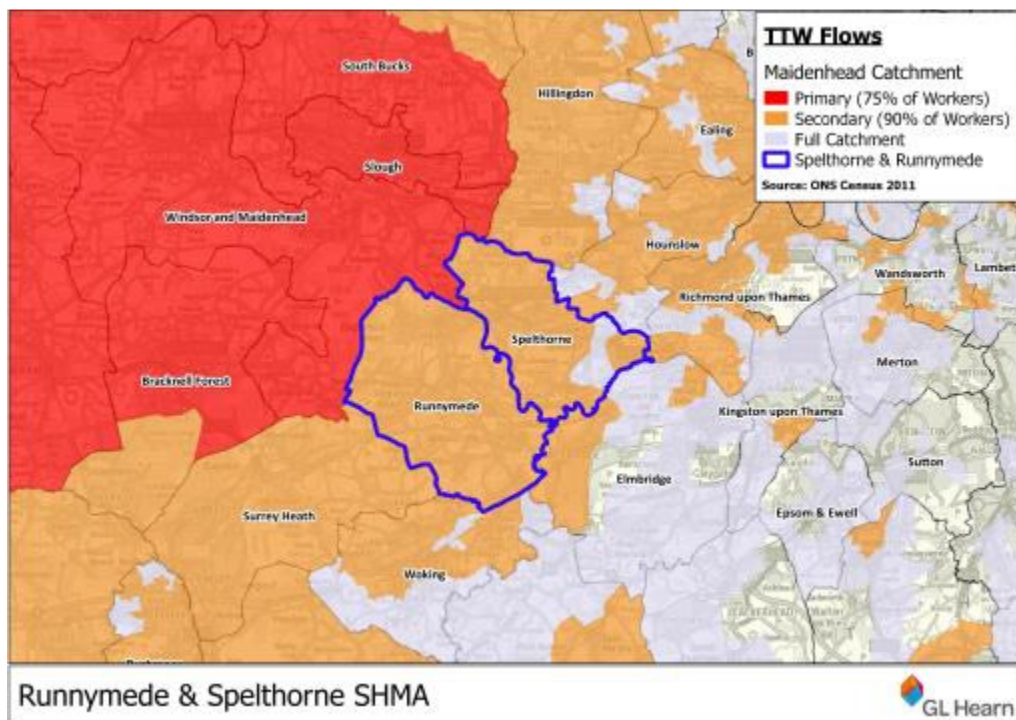 TTW Flows
Maidenhead Catchment
Primary (75% of Workers)
Secondary (90% of Workers)
Full Catchment
Spelthorne & Runnymede
Source: ONS Census 2011
South Bucks
Hillingdon
Ealing
Slough
Windsor and Maidenhead
Hounslow
Wandsworth
Lambet
Richmond upon Thames
Spelthorne
Merton
Bracknell Forest
Runnymede
Kingston upon Thames
Sutton
Elmbridge
Surrey Heath
Epsom & Ewell
Woking
Runnymede & Spelthorne SHMA
GL Hearn